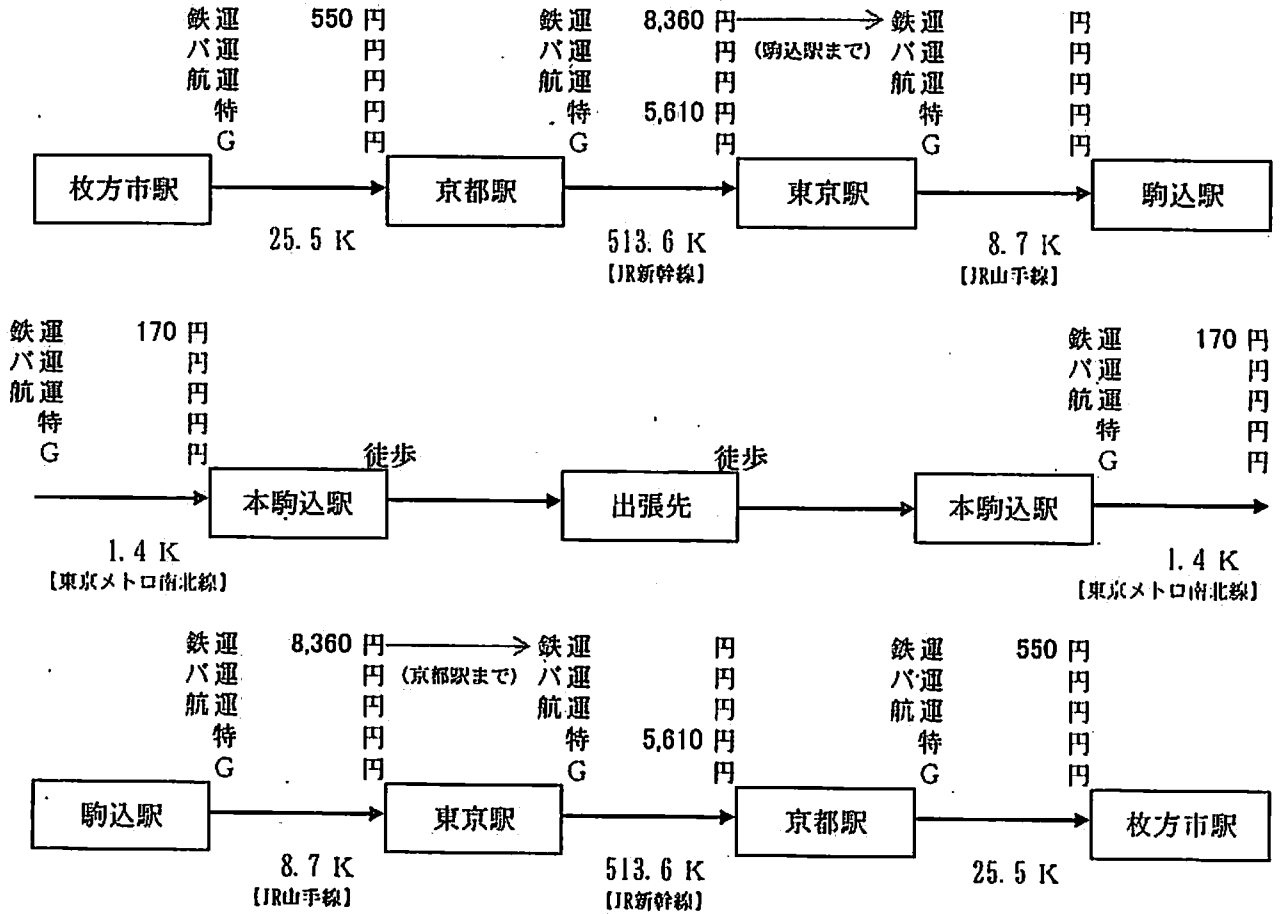 鉄運 550 円 鉄運 8,360 円 鉄運 円
バ運 円 バ運 円 (駒込駅まで) バ運 円
航運 円 航運 円 航運 円
特 円 特 5,610 円 特 円
G 円 G 円 G 円
枚方市駅 京都駅 東京駅 駒込駅
25.5 K 513.6 K 8.7 K
【JR新幹線】 【JR山手線】
鉄運 170 円 鉄運 170 円
バ運 円 バ運 円
航運 円 航運 円
特 円 特 円
G 円 徒歩 徒歩 G 円
本駒込駅 出張先 本駒込駅
1.4 K 1.4 K
【東京メトロ南北線】 【東京メトロ南北線】
鉄運 8,360 円 鉄運 円 鉄運 550 円
バ運 円 (京都駅まで) バ運 円 バ運 円
航運 円 航運 円 航運 円
特 円 特 5,610 円 特 円
G 円 G 円 G 円
駒込駅 東京駅 京都駅 枚方市駅
8.7 K 513.6 K 25.5 K
【JR山手線】 【JR新幹線】